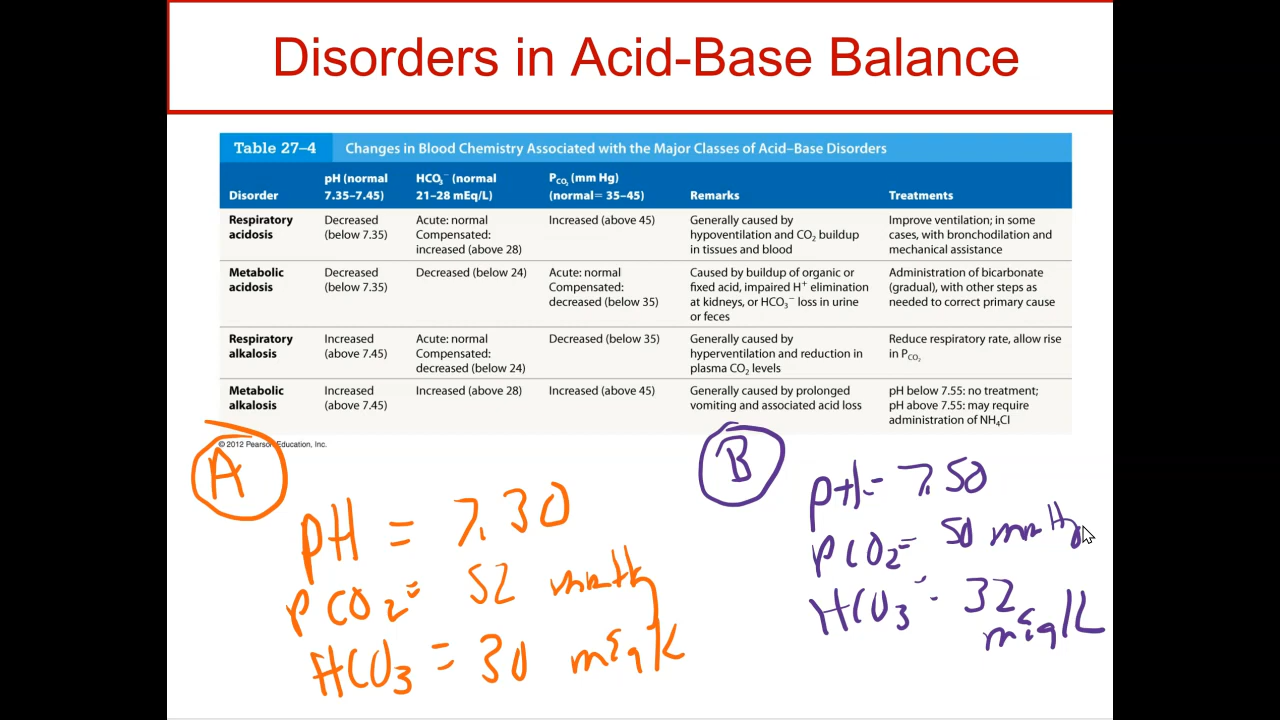 Disorders in Acid-Base Balance
Table 27–4 Changes in Blood Chemistry Associated with the Major Classes of Acid–Base Disorders
Disorder pH (normal 7.35–7.45) HCO₃⁻ (normal 21–28 mEq/L) PCO₂ (mm Hg) (normal= 35–45) Remarks Treatments
Respiratory acidosis Decreased (below 7.35) Acute: normal Compensated: increased (above 28) Increased (above 45) Generally caused by hypoventilation and CO₂ buildup in tissues and blood Improve ventilation; in some cases, with bronchodilation and mechanical assistance
Metabolic acidosis Decreased (below 7.35) Decreased (below 24) Acute: normal Compensated: decreased (below 35) Caused by buildup of organic or fixed acid, impaired H⁺ elimination at kidneys, or HCO₃⁻ loss in urine or feces Administration of bicarbonate (gradual), with other steps as needed to correct primary cause
Respiratory alkalosis Increased (above 7.45) Acute: normal Compensated: decreased (below 24) Decreased (below 35) Generally caused by hyperventilation and reduction in plasma CO₂ levels Reduce respiratory rate, allow rise in PCO₂
Metabolic alkalosis Increased (above 7.45) Increased (above 28) Increased (above 45) Generally caused by prolonged vomiting and associated acid loss pH below 7.55: no treatment; pH above 7.55: may require administration of NH₄Cl
© 2012 Pearson Education, Inc.
A
pH = 7.30
PCO₂ = 52 mmHg
HCO₃ = 30 mEq/L
B
pH = 7.50
PCO₂ = 50 mmHg
HCO₃⁻ = 32 mEq/L